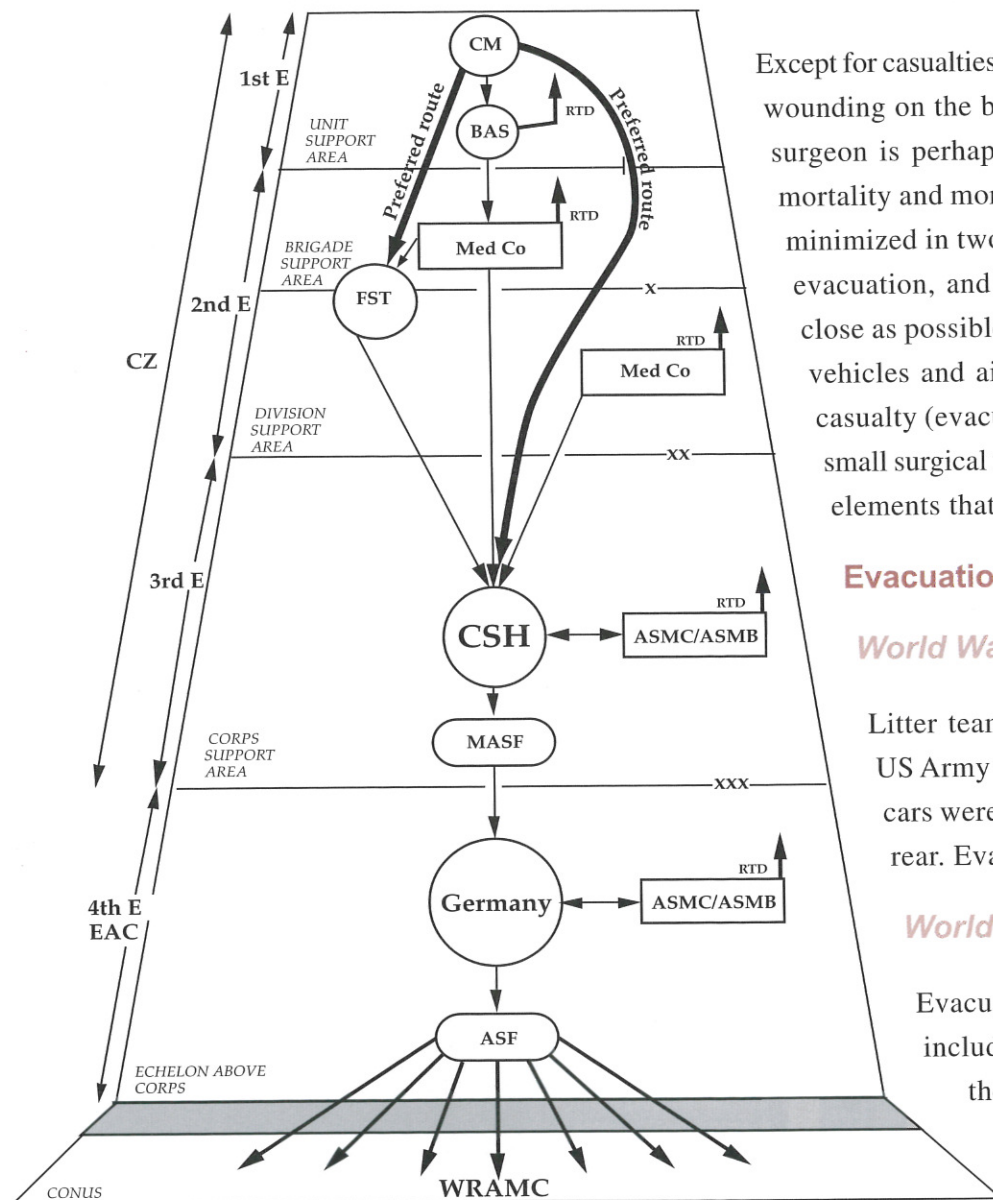 CM
1st E
Preferred route
Preferred route
RTD
BAS
UNIT
SUPPORT
AREA
RTD
Med Co
BRIGADE
SUPPORT
AREA
FST
x
2nd E
CZ
RTD
Med Co
DIVISION
SUPPORT
AREA
xx
3rd E
CSH
RTD
ASMC/ASMB
MASF
CORPS
SUPPORT
AREA
xxx
Germany
RTD
ASMC/ASMB
4th E
EAC
ASF
ECHELON ABOVE
CORPS
WRAMC
CONUS
Except for casualties
wounding on the b
surgeon is perhap
mortality and mor
minimized in two
evacuation, and
close as possible
vehicles and ai
casualty (evacu
small surgical
elements that
Evacuatio
World Wa
Litter team
US Army
cars were
rear. Eva
World
Evacu
includ
th